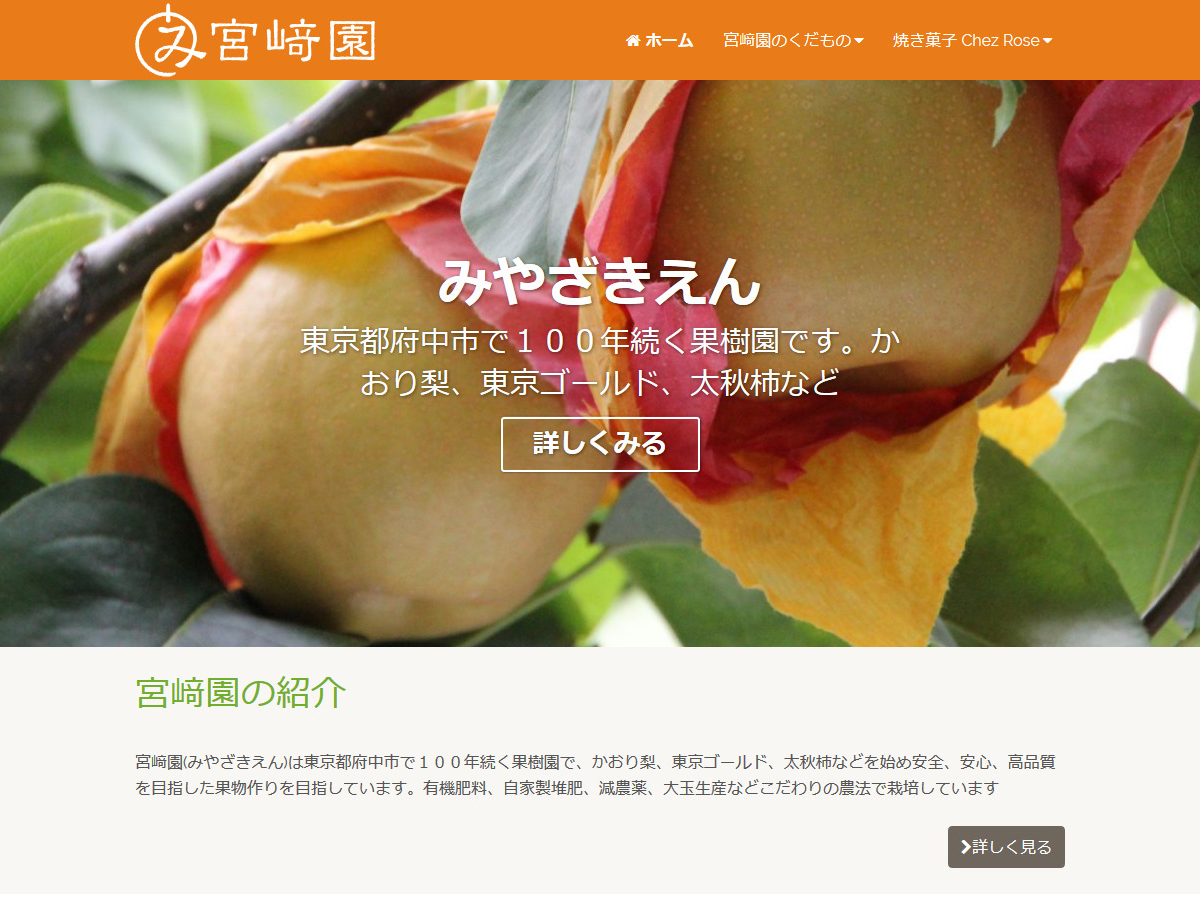 み宮﨑園
ホーム
宮﨑園のくだもの
焼き菓子 Chez Rose
みやざきえん
東京都府中市で１００年続く果樹園です。か
おり梨、東京ゴールド、太秋柿など
詳しくみる
宮﨑園の紹介
宮﨑園(みやざきえん)は東京都府中市で１００年続く果樹園で、かおり梨、東京ゴールド、太秋柿などを始め安全、安心、高品質
を目指した果物作りを目指しています。有機肥料、自家製堆肥、減農薬、大玉生産などこだわりの農法で栽培しています
詳しく見る